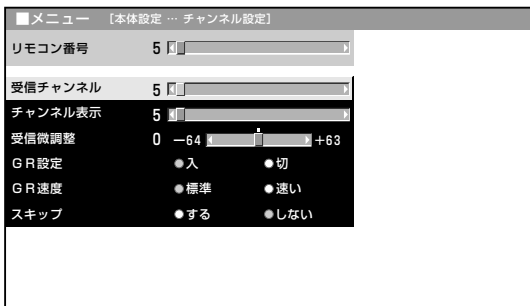 ■メニュー [本体設定 … チャンネル設定]
リモコン番号 5
受信チャンネル 5
チャンネル表示 5
受信微調整 0 －64 ＋63
ＧＲ設定 ●入 ●切
ＧＲ速度 ●標準 ●速い
スキップ ●する ●しない